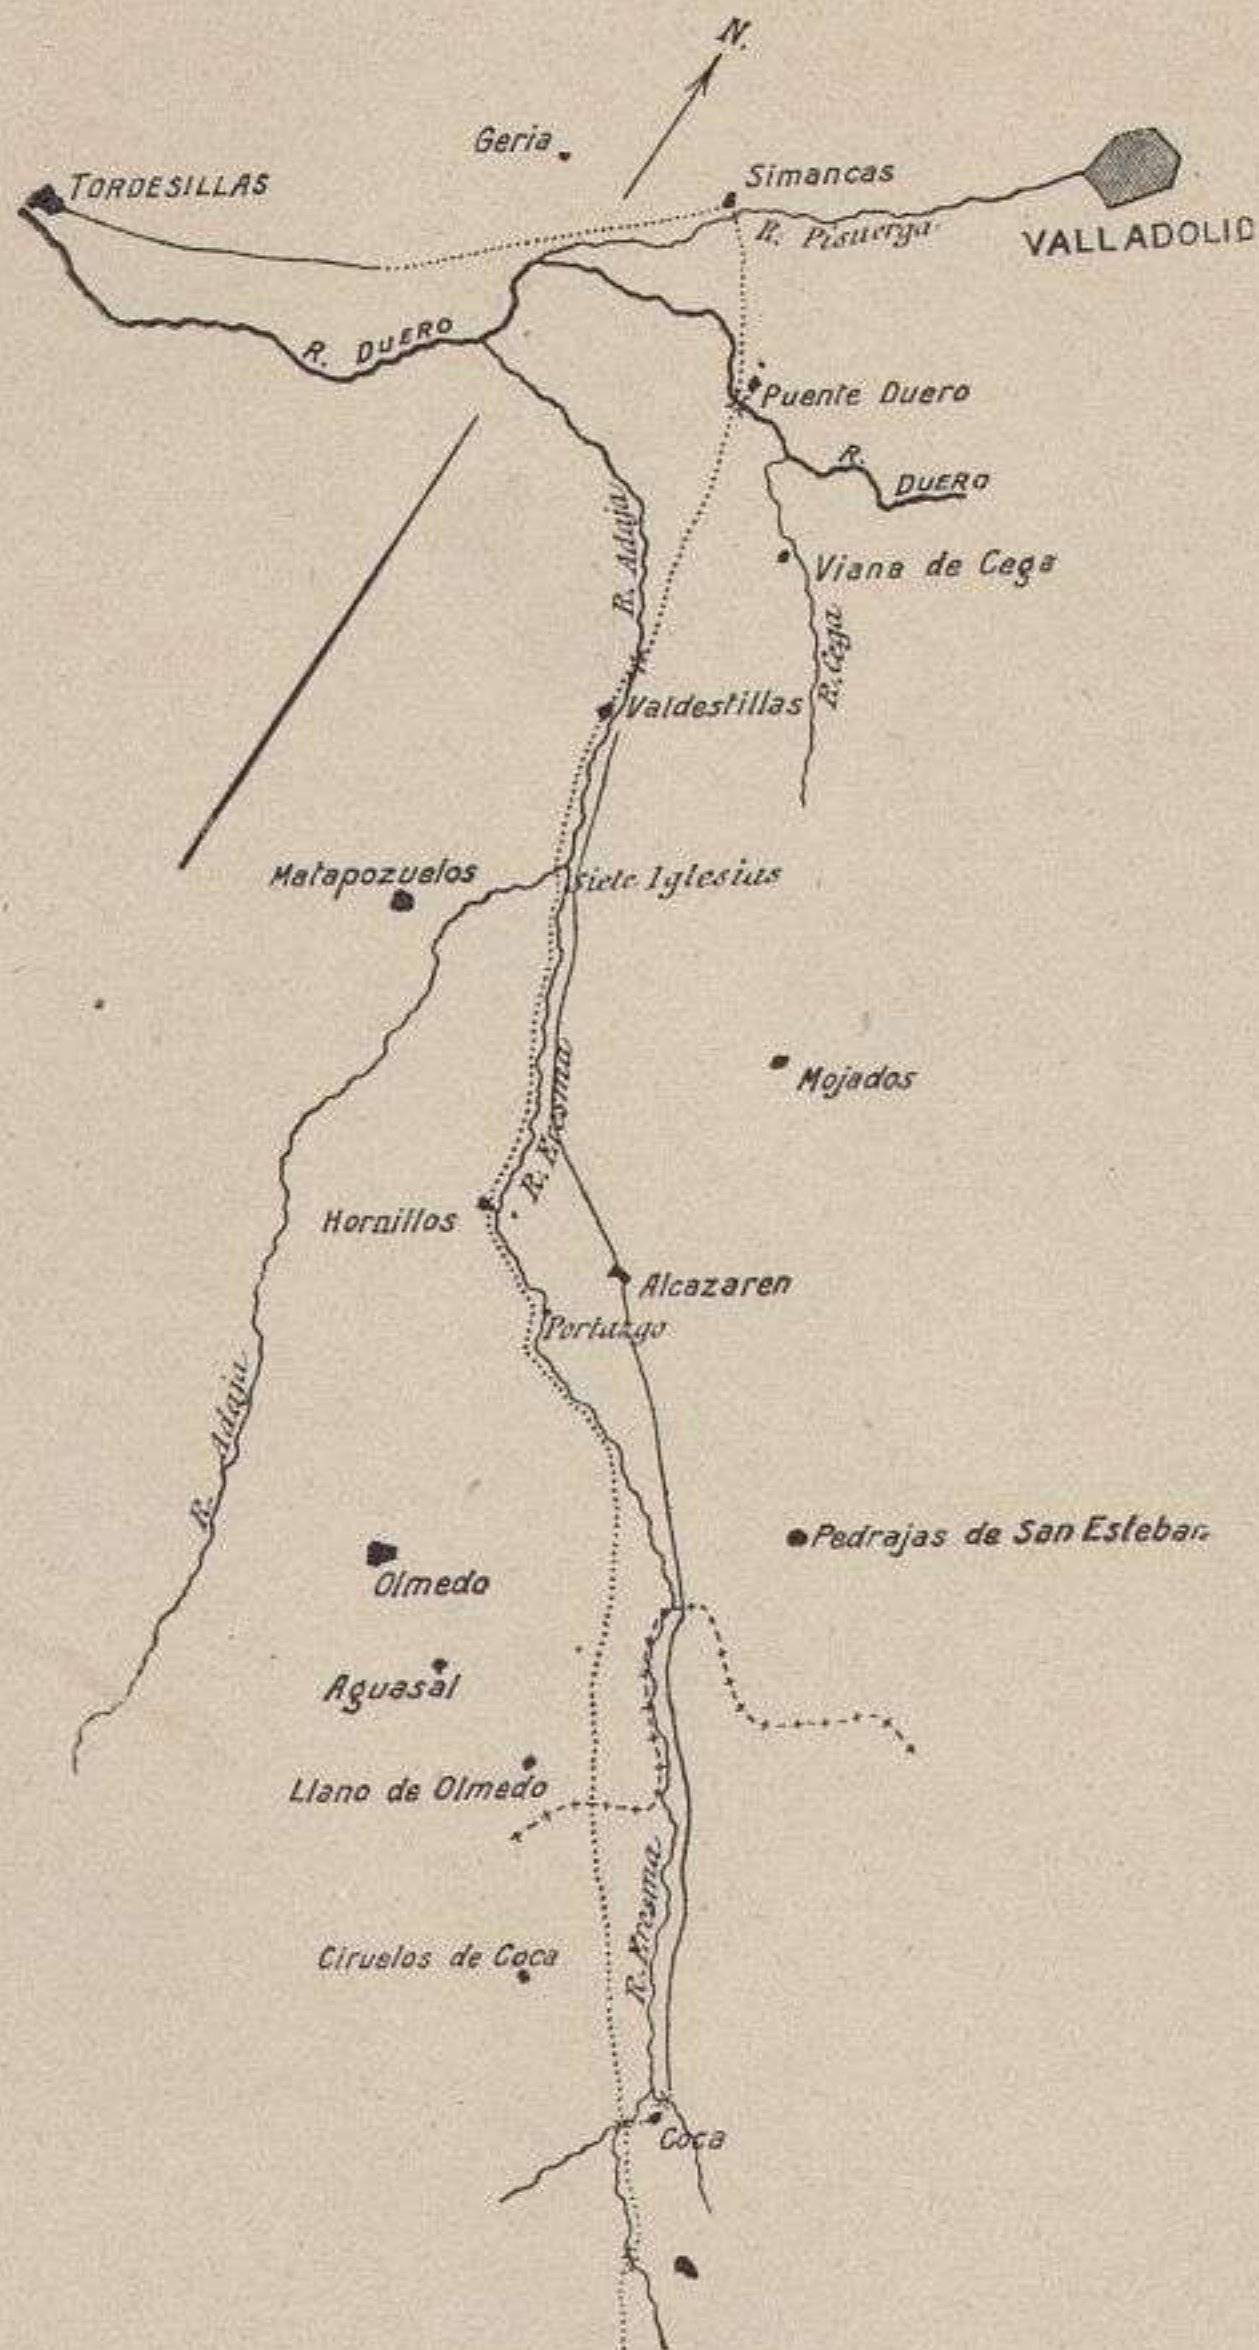 N.
Geria
Simancas
TORDESILLAS
R. Pisuerga
VALLADOLID
R. DUERO
Puente Duero
R. DUERO
R. Adaja
Viana de Cega
R. Cega
Valdestillas
Matapozuelos
Siete Iglesias
Mojados
R. Eresma
Hornillos
Alcazaren
Portazgo
R. Adaja
Pedrajas de San Esteban
Olmedo
Aguasal
Llano de Olmedo
R. Eresma
Ciruelos de Coca
Coca